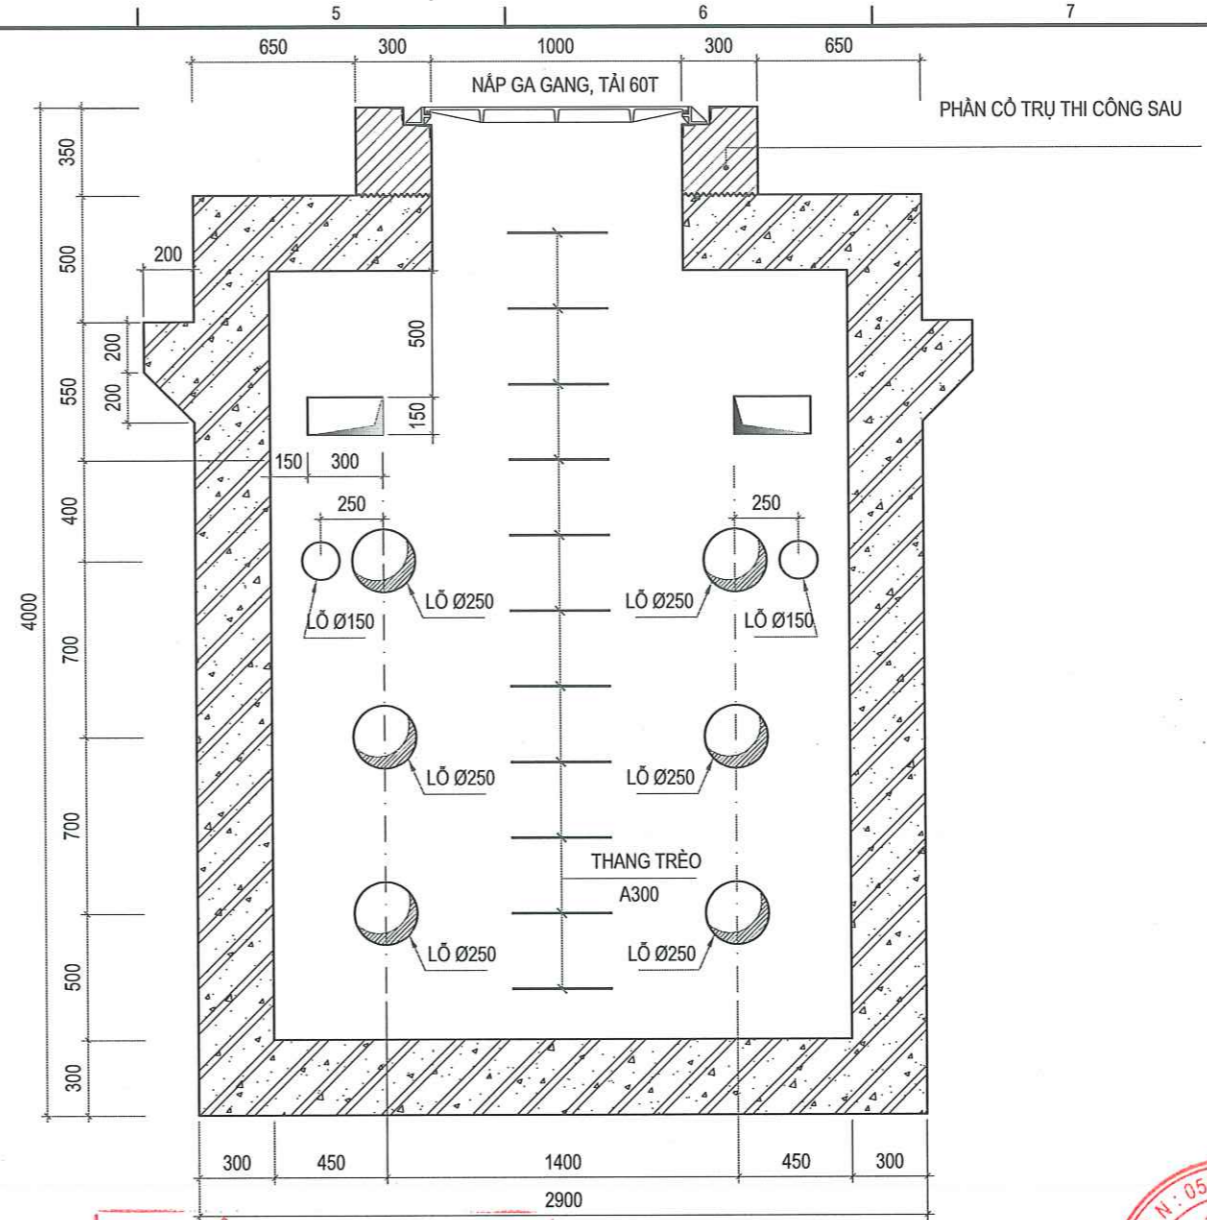 5 6 7
650 300 1000 300 650
NẮP GA GANG, TẢI 60T
PHẦN CỔ TRỤ THI CÔNG SAU
350
500
200
200
500
550
200
150
150 300
400
250 250
LỖ Ø250 LỖ Ø250
LỖ Ø150 LỖ Ø150
4000
700
LỖ Ø250 LỖ Ø250
700
THANG TRÈO
A300
LỖ Ø250 LỖ Ø250
500
300
300 450 1400 450 300
2900
N : 05